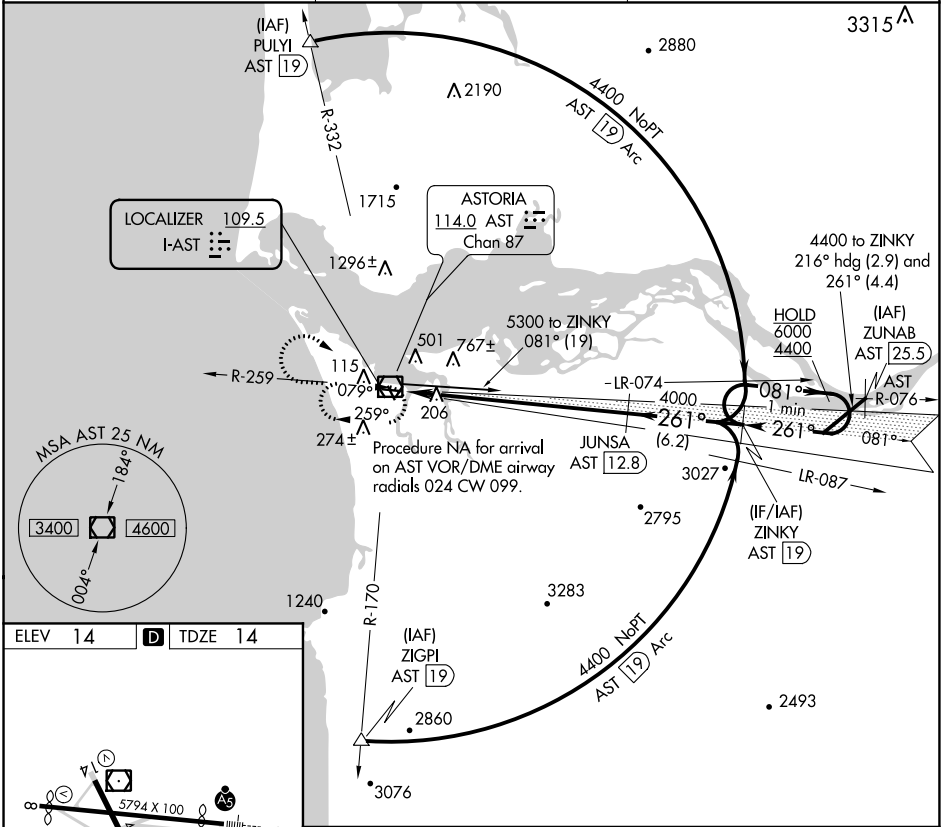 (IAF)
PULYI
AST 19
3315
2880
2190
4400 NoPT
AST 19 Arc
R-332
1715
LOCALIZER 109.5
I-AST
ASTORIA
114.0 AST
Chan 87
1296±
4400 to ZINKY
216° hdg (2.9) and
261° (4.4)
5300 to ZINKY
081° (19)
HOLD
6000
4400
(IAF)
ZUNAB
AST 25.5
501
767±
115
R-259
079°
259°
206
274±
LR-074
4000
081°
1 min
AST
R-076
261°
(6.2)
261°
081°
JUNSA
AST 12.8
Procedure NA for arrival
on AST VOR/DME airway
radials 024 CW 099.
3027
LR-087
MSA AST 25 NM
184°
3400
4600
004°
2795
(IF/IAF)
ZINKY
AST 19
1240
R-170
3283
(IAF)
ZIGPI
AST 19
4400 NoPT
AST 19 Arc
2493
2860
3076
ELEV 14
D
TDZE 14
14
V
V
8
5794 X 100
A5